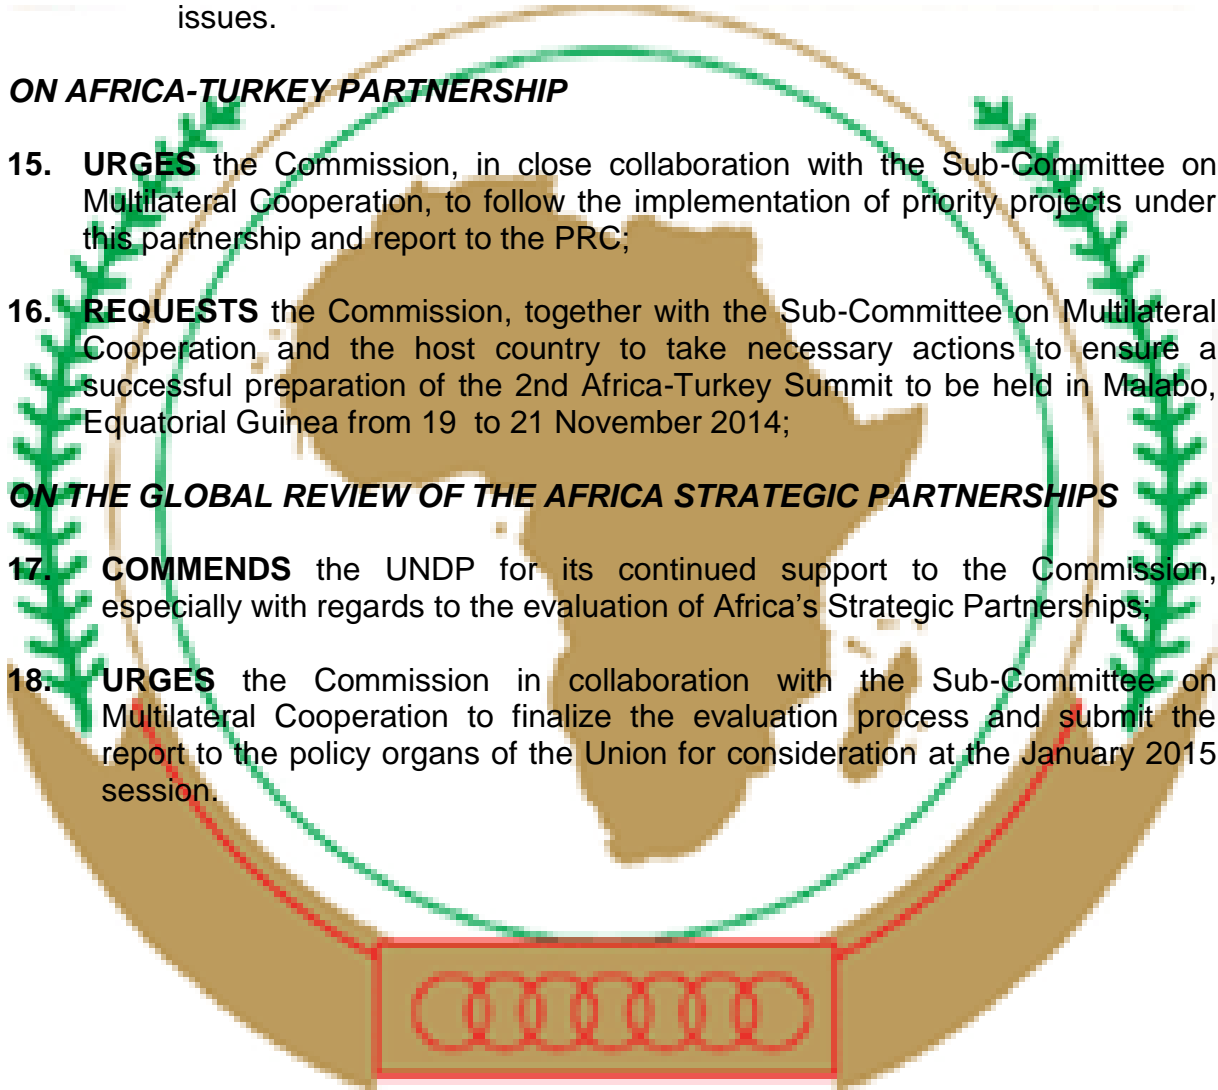 issues.
ON AFRICA-TURKEY PARTNERSHIP
15. URGES the Commission, in close collaboration with the Sub-Committee on
Multilateral Cooperation, to follow the implementation of priority projects under
this partnership and report to the PRC;
16. REQUESTS the Commission, together with the Sub-Committee on Multilateral
Cooperation and the host country to take necessary actions to ensure a
successful preparation of the 2nd Africa-Turkey Summit to be held in Malabo,
Equatorial Guinea from 19 to 21 November 2014;
ON THE GLOBAL REVIEW OF THE AFRICA STRATEGIC PARTNERSHIPS
17. COMMENDS the UNDP for its continued support to the Commission,
especially with regards to the evaluation of Africa's Strategic Partnerships;
18. URGES the Commission in collaboration with the Sub-Committee on
Multilateral Cooperation to finalize the evaluation process and submit the
report to the policy organs of the Union for consideration at the January 2015
session.